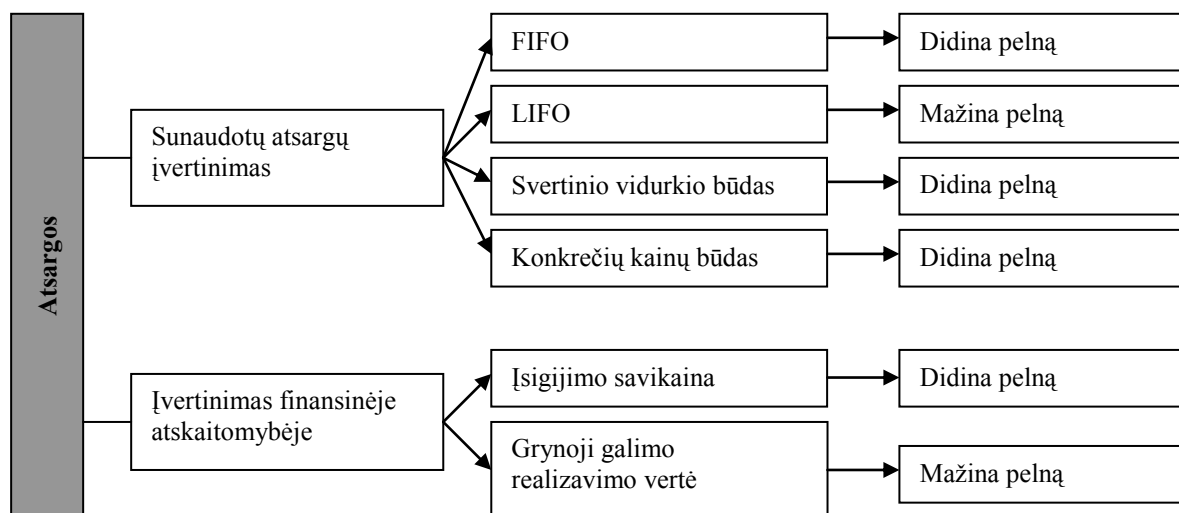 Atsargos
Sunaudotų atsargų
įvertinimas
FIFO
Didina pelną
LIFO
Mažina pelną
Svertinio vidurkio būdas
Didina pelną
Konkrečių kainų būdas
Didina pelną
Įvertinimas finansinėje
atskaitomybėje
Įsigijimo savikaina
Didina pelną
Grynoji galimo
realizavimo vertė
Mažina pelną